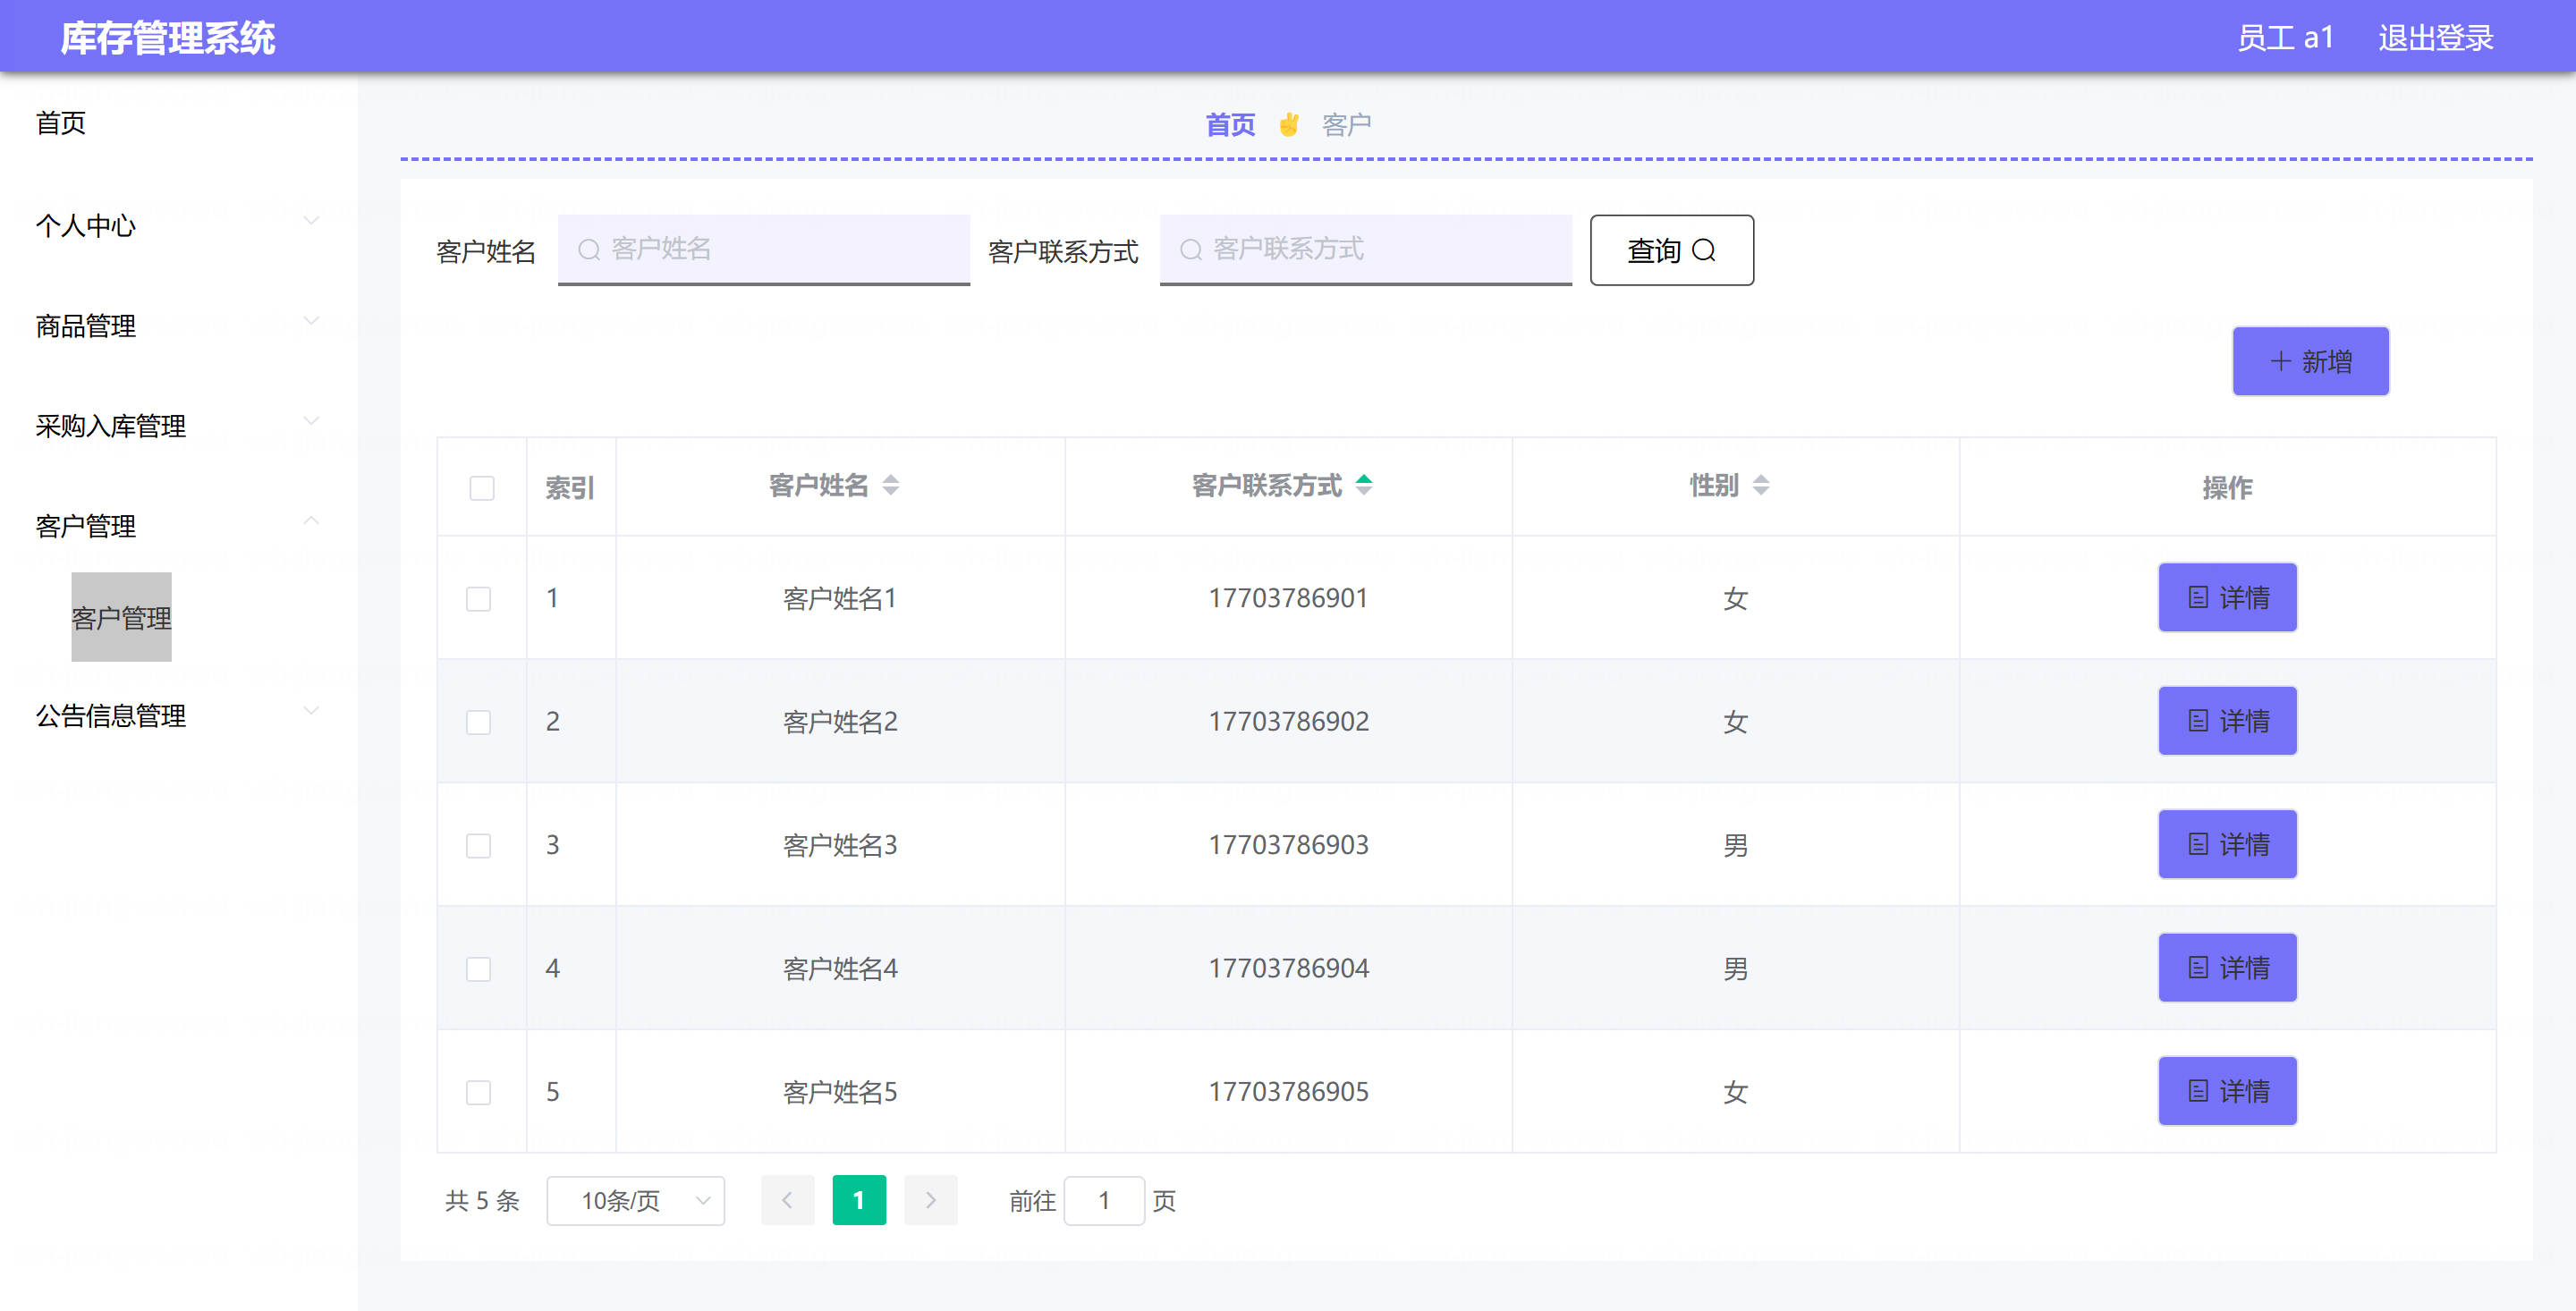 库存管理系统
员工 a1 退出登录
首页
个人中心
商品管理
采购入库管理
客户管理
客户管理
公告信息管理
首页 ✌ 客户
客户姓名 客户姓名 客户联系方式 客户联系方式 查询
新增
索引 客户姓名 客户联系方式 性别 操作
1 客户姓名1 17703786901 女 详情
2 客户姓名2 17703786902 女 详情
3 客户姓名3 17703786903 男 详情
4 客户姓名4 17703786904 男 详情
5 客户姓名5 17703786905 女 详情
共 5 条 10条/页 1 前往 1 页